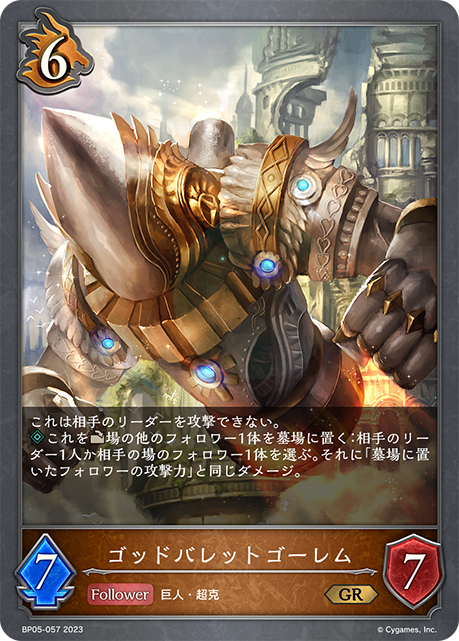 6
これは相手のリーダーを攻撃できない。
これを場の他のフォロワー1体を墓場に置く:相手のリー
ダー1人か相手の場のフォロワー1体を選ぶ。それに「墓場に置
いたフォロワーの攻撃力」と同じダメージ。
ゴッドバレットゴーレム
7
Follower 巨人・超克 GR
7
BP05-057 2023 © Cygames, Inc.